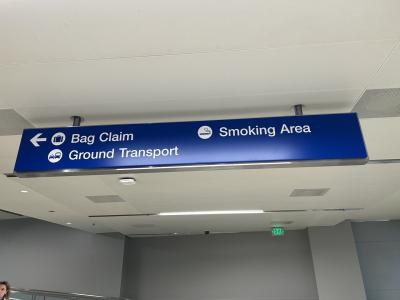 Bag Claim
Ground Transport
Smoking Area